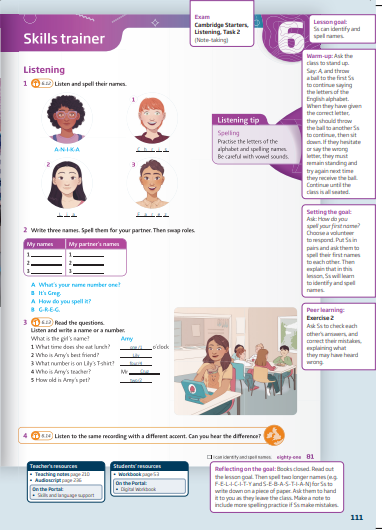 Skills trainer
Exam
Cambridge Starters,
Listening, Task 2
(Note-taking)
6
Lesson goal:
Ss can identify and
spell names.
Warm-up: Ask the
class to stand up.
Say: A, and throw
a ball to the first Ss
to continue saying
the letters of the
English alphabet.
When they have given
the correct letter,
they should throw
the ball to another Ss
to continue, then sit
down. If they hesitate
or say the wrong
letter, they must
remain standing and
try again next time
they receive the ball.
Continue until the
class is all seated.
Listening
1 6.12 Listen and spell their names.
A-N-I-K-A
1
2
3
Listening tip
Spelling
Practise the letters of the
alphabet and spelling names.
Be careful with vowel sounds.
2 Write three names. Spell them for your partner. Then swap roles.
My names My partner's names
1 1
2 2
3 3
A What's your name number one?
B It's Greg.
A How do you spell it?
B G-R-E-G.
Setting the goal:
Ask: How do you
spell your first name?
Choose a volunteer
to respond. Put Ss in
pairs and ask them to
spell their first names
to each other. Then
explain that in this
lesson, Ss will learn
to identify and spell
names.
Peer learning:
Exercise 2
Ask Ss to check each
other's answers, and
correct their mistakes,
explaining what
they may have heard
wrong.
3 6.13 Read the questions.
Listen and write a name or a number.
What is the girl's name? Amy
1 What time does she eat lunch? one /1 o'clock
2 Who is Amy's best friend? Lily
3 What number is on Lily's T-shirt? four/4
4 Who is Amy's teacher? Mr
5 How old is Amy's pet? two/2
4 6.14 Listen to the same recording with a different accent. Can you hear the difference?
I can identify and spell names. eighty-one 81
Teacher's resources
• Teaching notes page 210
• Audioscript page 236
On the Portal:
• Skills and language support
Students' resources
• Workbook page 53
On the Portal:
• Digital Workbook
Reflecting on the goal: Books closed. Read out
the lesson goal. Then spell two longer names (e.g.
F-E-L-I-C-I-T-Y and S-E-B-A-S-T-I-A-N) for Ss to
write down on a piece of paper. Ask them to hand
it to you as they leave the class. Make a note to
include more spelling practice if Ss make mistakes.
111